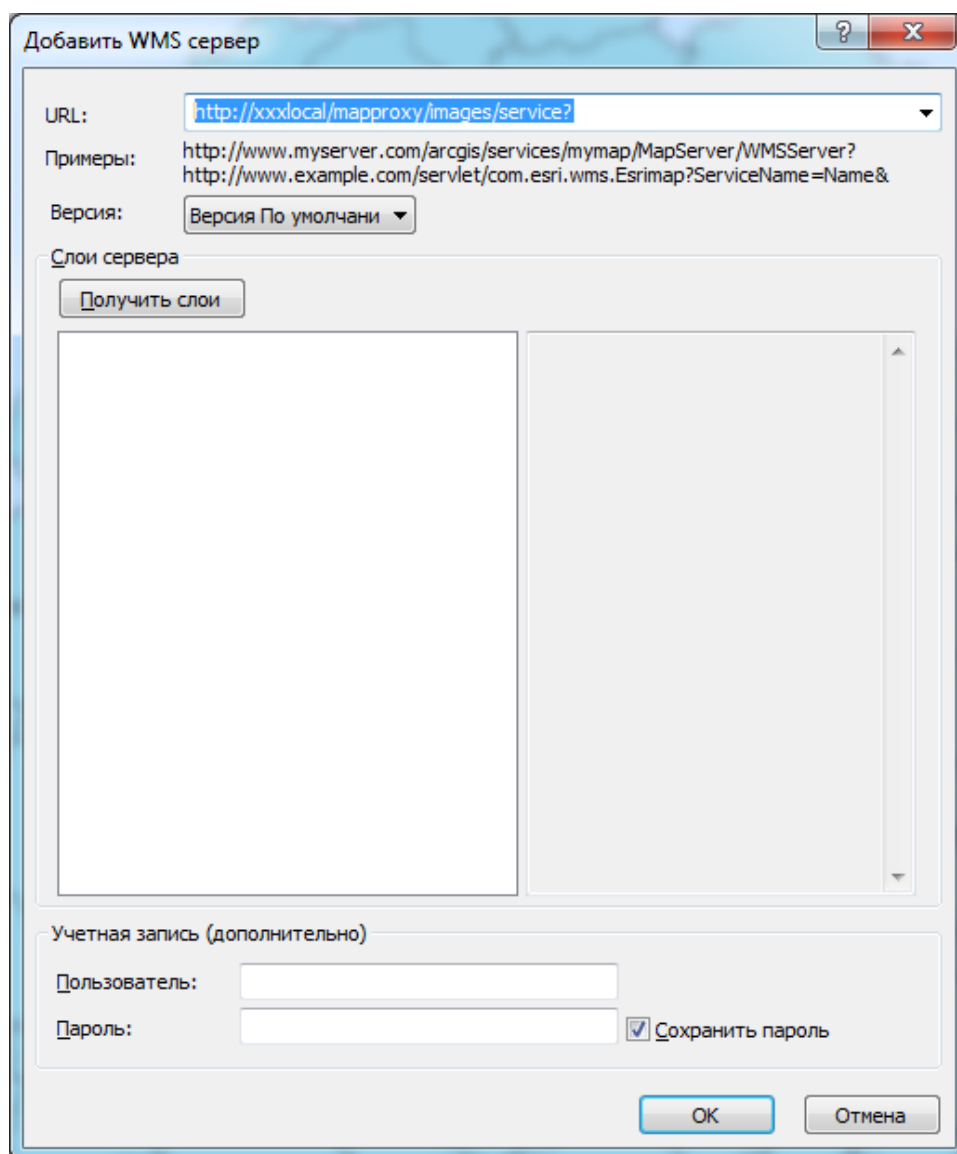 Добавить WMS сервер
URL: http://xxxlocal/mapproxy/images/service?
Примеры: http://www.myserver.com/arcgis/services/mymap/MapServer/WMSServer?
http://www.example.com/servlet/com.esri.wms.Esrimap?ServiceName=Name&
Версия: Версия По умолчани
Слои сервера
Получить слои
Учетная запись (дополнительно)
Пользователь:
Пароль: Сохранить пароль
OK Отмена